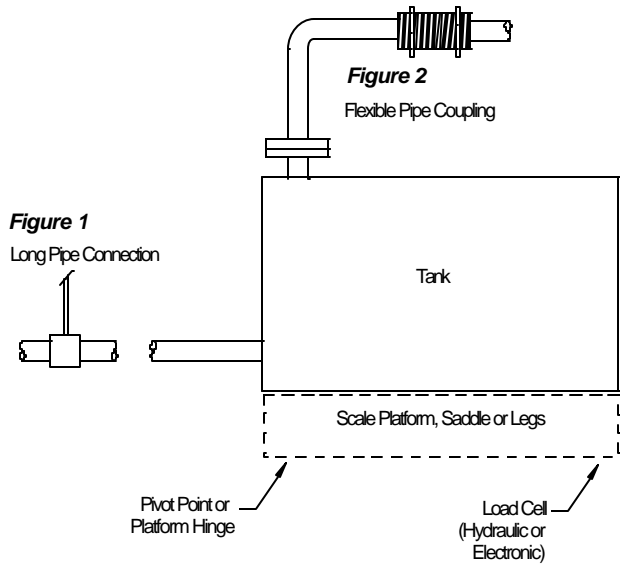 Figure 2
Flexible Pipe Coupling
Figure 1
Long Pipe Connection
Tank
Scale Platform, Saddle or Legs
Pivot Point or
Platform Hinge
Load Cell
(Hydraulic or
Electronic)